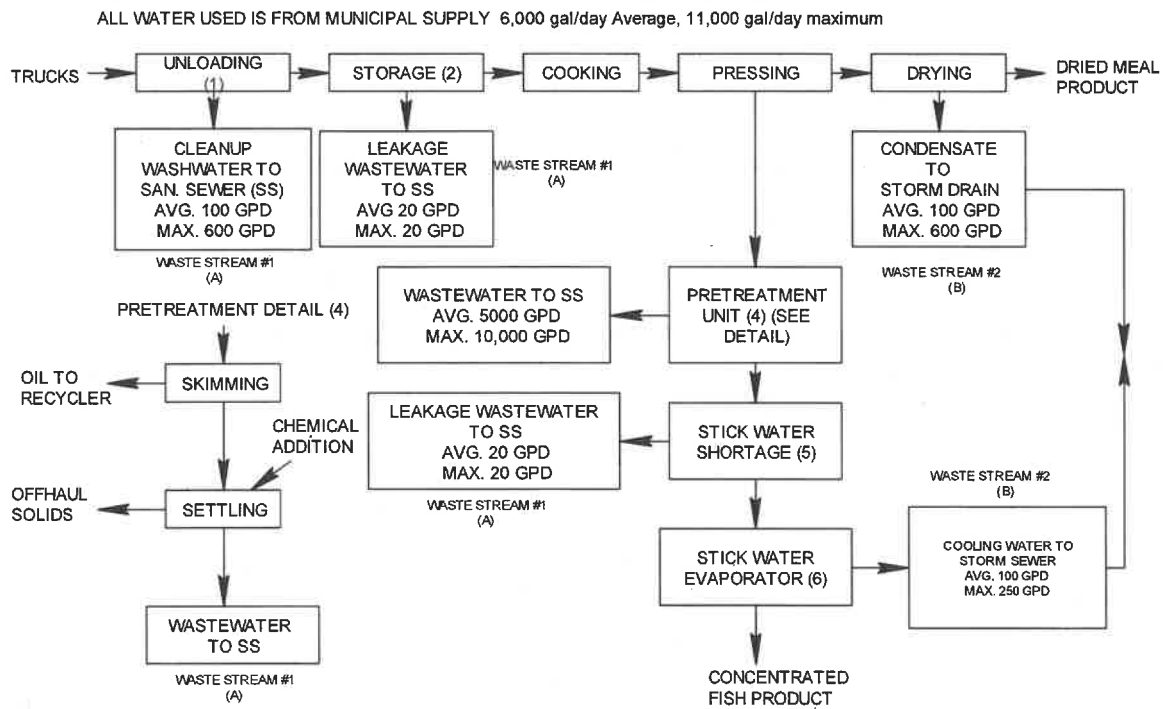 ALL WATER USED IS FROM MUNICIPAL SUPPLY 6,000 gal/day Average, 11,000 gal/day maximum
TRUCKS
UNLOADING
(1)
STORAGE (2)
COOKING
PRESSING
DRYING
DRIED MEAL
PRODUCT
CLEANUP
WASHWATER TO
SAN. SEWER (SS)
AVG. 100 GPD
MAX. 600 GPD
WASTE STREAM #1
(A)
LEAKAGE
WASTEWATER
TO SS
AVG 20 GPD
MAX. 20 GPD
WASTE STREAM #1
(A)
CONDENSATE
TO
STORM DRAIN
AVG. 100 GPD
MAX. 600 GPD
WASTE STREAM #2
(B)
PRETREATMENT DETAIL (4)
SKIMMING
OIL TO
RECYCLER
CHEMICAL
ADDITION
OFFHAUL
SOLIDS
SETTLING
WASTEWATER
TO SS
WASTE STREAM #1
(A)
WASTEWATER TO SS
AVG. 5000 GPD
MAX. 10,000 GPD
PRETREATMENT
UNIT (4) (SEE
DETAIL)
LEAKAGE WASTEWATER
TO SS
AVG. 20 GPD
MAX. 20 GPD
WASTE STREAM #1
(A)
STICK WATER
SHORTAGE (5)
STICK WATER
EVAPORATOR (6)
WASTE STREAM #2
(B)
COOLING WATER TO
STORM SEWER
AVG. 100 GPD
MAX. 250 GPD
CONCENTRATED
FISH PRODUCT